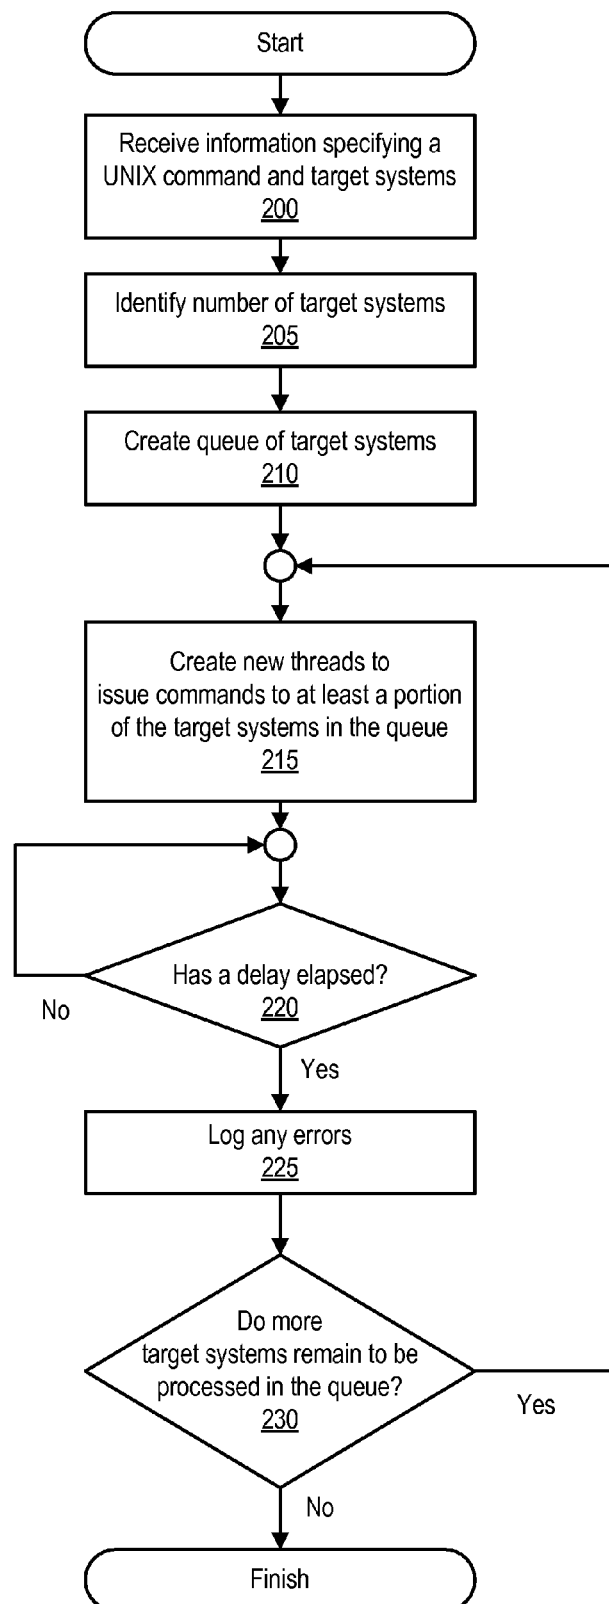 Start
Receive information specifying a
UNIX command and target systems
200
Identify number of target systems
205
Create queue of target systems
210
Create new threads to
issue commands to at least a portion
of the target systems in the queue
215
Has a delay elapsed?
220
No
Yes
Log any errors
225
Do more
target systems remain to be
processed in the queue?
230
Yes
No
Finish